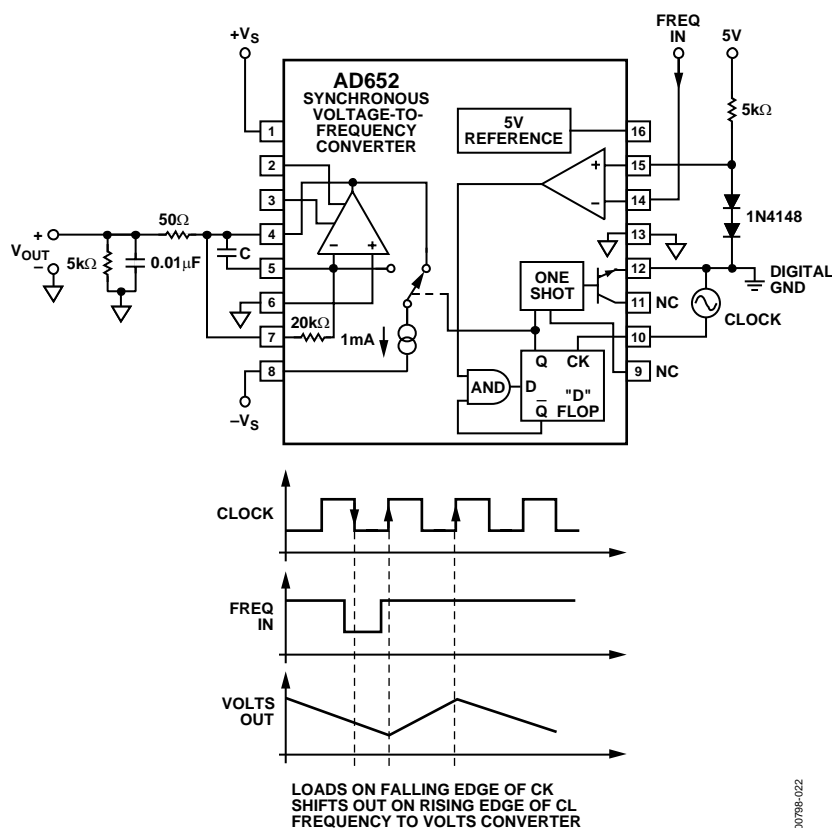 +VS
FREQ
IN
5V
AD652
SYNCHRONOUS
VOLTAGE-TO-
FREQUENCY
CONVERTER
5V
REFERENCE
5kΩ
1
2
3
4
5
6
7
8
16
15
14
13
12
11
10
9
+
–
1N4148
50Ω
+
VOUT
–
5kΩ
0.01µF
C
–
+
20kΩ
1mA
ONE
SHOT
NC
DIGITAL
GND
CLOCK
NC
Q
CK
AND
D
"D"
FLOP
Q
–VS
CLOCK
FREQ
IN
VOLTS
OUT
LOADS ON FALLING EDGE OF CK
SHIFTS OUT ON RISING EDGE OF CL
FREQUENCY TO VOLTS CONVERTER
00798-022